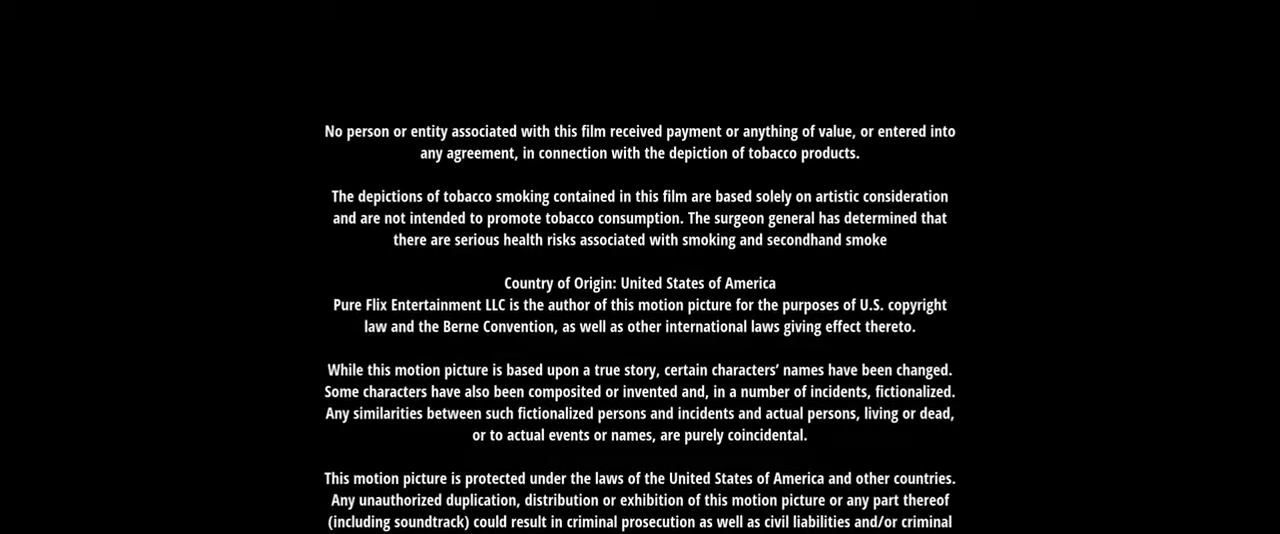 No person or entity associated with this film received payment or anything of value, or entered into
any agreement, in connection with the depiction of tobacco products.
The depictions of tobacco smoking contained in this film are based solely on artistic consideration
and are not intended to promote tobacco consumption. The surgeon general has determined that
there are serious health risks associated with smoking and secondhand smoke
Country of Origin: United States of America
Pure Flix Entertainment LLC is the author of this motion picture for the purposes of U.S. copyright
law and the Berne Convention, as well as other international laws giving effect thereto.
While this motion picture is based upon a true story, certain characters’ names have been changed.
Some characters have also been composited or invented and, in a number of incidents, fictionalized.
Any similarities between such fictionalized persons and incidents and actual persons, living or dead,
or to actual events or names, are purely coincidental.
This motion picture is protected under the laws of the United States of America and other countries.
Any unauthorized duplication, distribution or exhibition of this motion picture or any part thereof
(including soundtrack) could result in criminal prosecution as well as civil liabilities and/or criminal